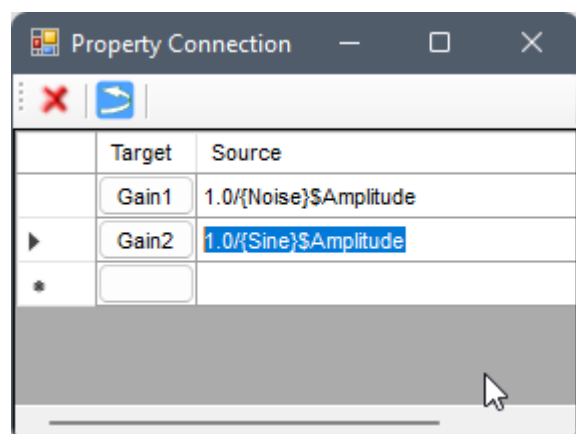 Property Connection
Target Source
Gain1 1.0/{Noise}$Amplitude
Gain2 1.0/{Sine}$Amplitude